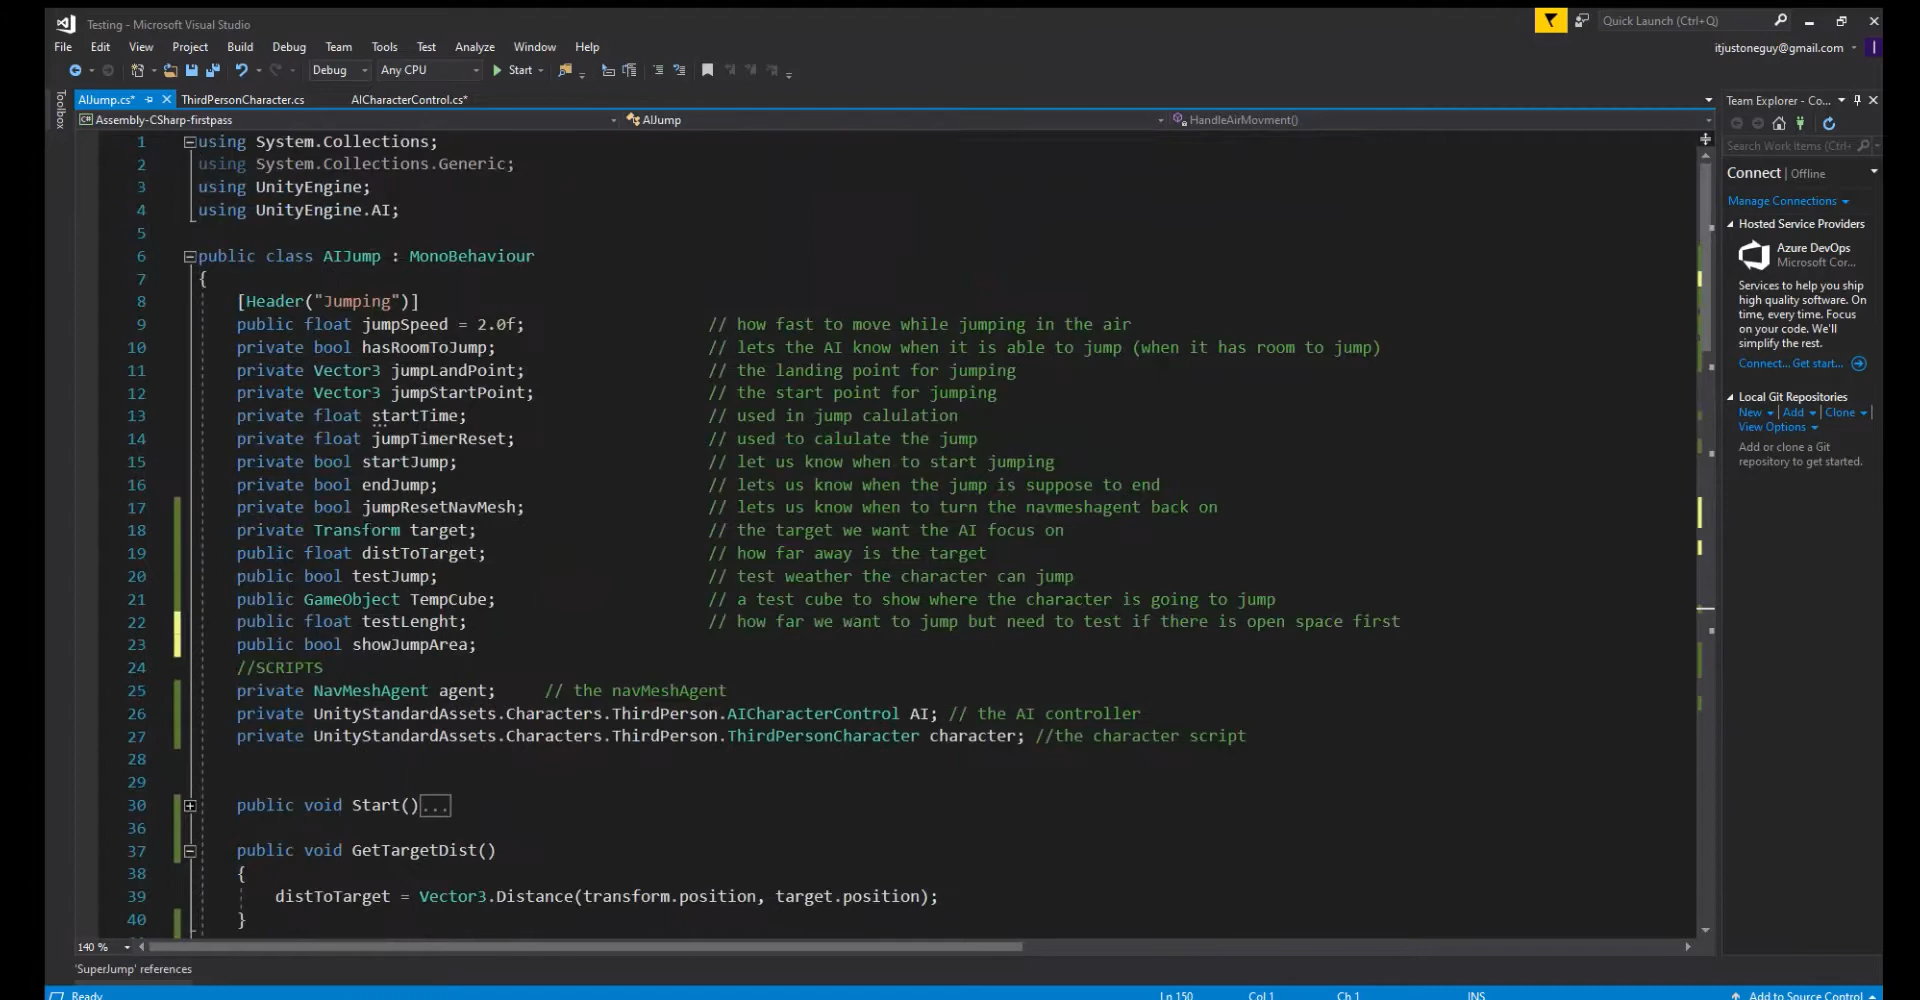 Testing - Microsoft Visual Studio
Quick Launch (Ctrl+Q)
File Edit View Project Build Debug Team Tools Test Analyze Window Help
itjustoneguy@gmail.com
Debug Any CPU Start
Toolbox
AIJump.cs* ThirdPersonCharacter.cs AICharacterControl.cs*
Assembly-CSharp-firstpass AIJump HandleAirMovment()
1 using System.Collections;
2 using System.Collections.Generic;
3 using UnityEngine;
4 using UnityEngine.AI;
5
6 public class AIJump : MonoBehaviour
7 {
8 [Header("Jumping")]
9 public float jumpSpeed = 2.0f; // how fast to move while jumping in the air
10 private bool hasRoomToJump; // lets the AI know when it is able to jump (when it has room to jump)
11 private Vector3 jumpLandPoint; // the landing point for jumping
12 private Vector3 jumpStartPoint; // the start point for jumping
13 private float startTime; // used in jump calulation
14 private float jumpTimerReset; // used to calulate the jump
15 private bool startJump; // let us know when to start jumping
16 private bool endJump; // lets us know when the jump is suppose to end
17 private bool jumpResetNavMesh; // lets us know when to turn the navmeshagent back on
18 private Transform target; // the target we want the AI focus on
19 public float distToTarget; // how far away is the target
20 public bool testJump; // test weather the character can jump
21 public GameObject TempCube; // a test cube to show where the character is going to jump
22 public float testLenght; // how far we want to jump but need to test if there is open space first
23 public bool showJumpArea;
24 //SCRIPTS
25 private NavMeshAgent agent; // the navMeshAgent
26 private UnityStandardAssets.Characters.ThirdPerson.AICharacterControl AI; // the AI controller
27 private UnityStandardAssets.Characters.ThirdPerson.ThirdPersonCharacter character; //the character script
28
29
30 public void Start()...
36
37 public void GetTargetDist()
38 {
39 distToTarget = Vector3.Distance(transform.position, target.position);
40 }
140 %
'SuperJump' references
Ready Ln 150 Col 1 Ch 1 INS Add to Source Control
Team Explorer - Co...
Search Work Items (Ctrl+
Connect | Offline
Manage Connections
Hosted Service Providers
Azure DevOps
Microsoft Cor...
Services to help you ship
high quality software. On
time, every time. Focus
on your code. We'll
simplify the rest.
Connect... Get start...
Local Git Repositories
New Add Clone |
View Options
Add or clone a Git
repository to get started.